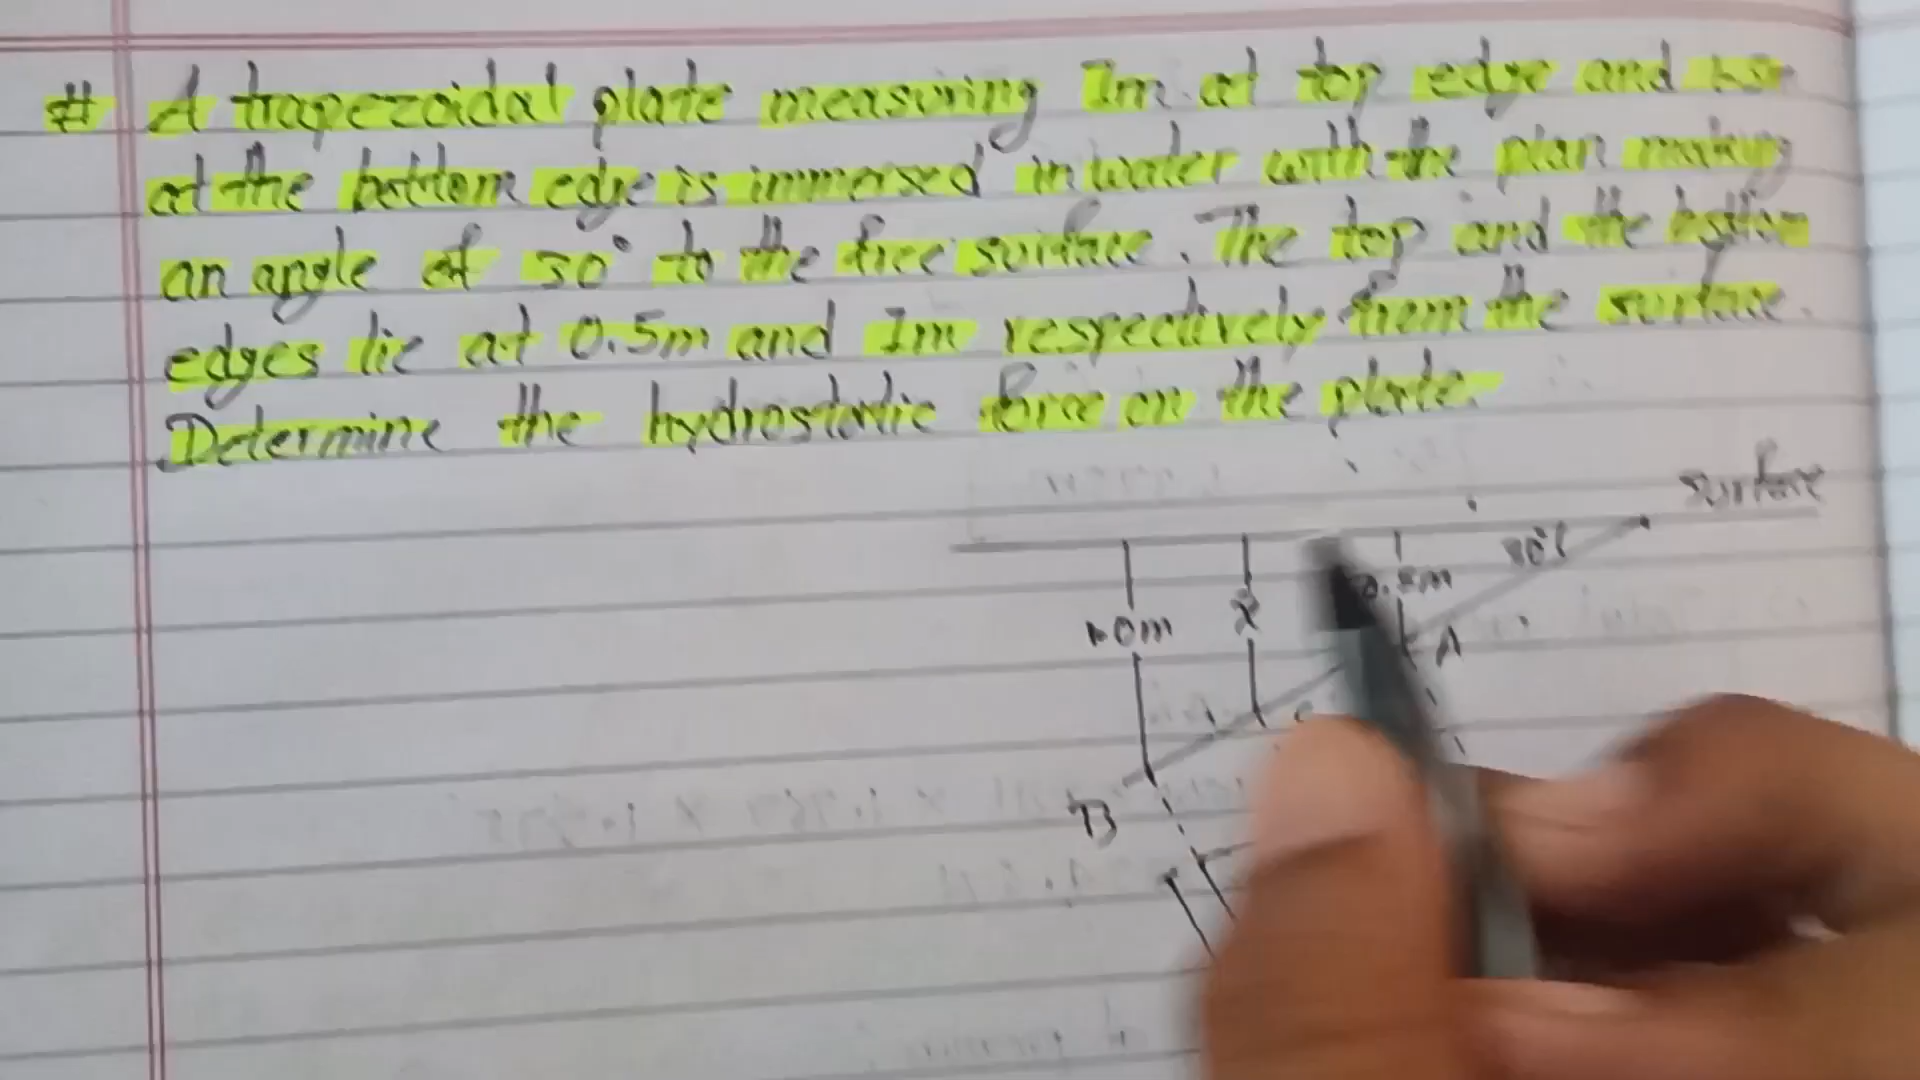 # A trapezoidal plate measuring 1m at top edge and
at the bottom edge is immersed in water with the plan making
an angle of 30° to the free surface. The top and the bottom
edges lie at 0.5m and 1m respectively from the surface.
Determine the hydrostatic force on the plate.
surface
30°
0.5m
1.0m
x̄
A
B